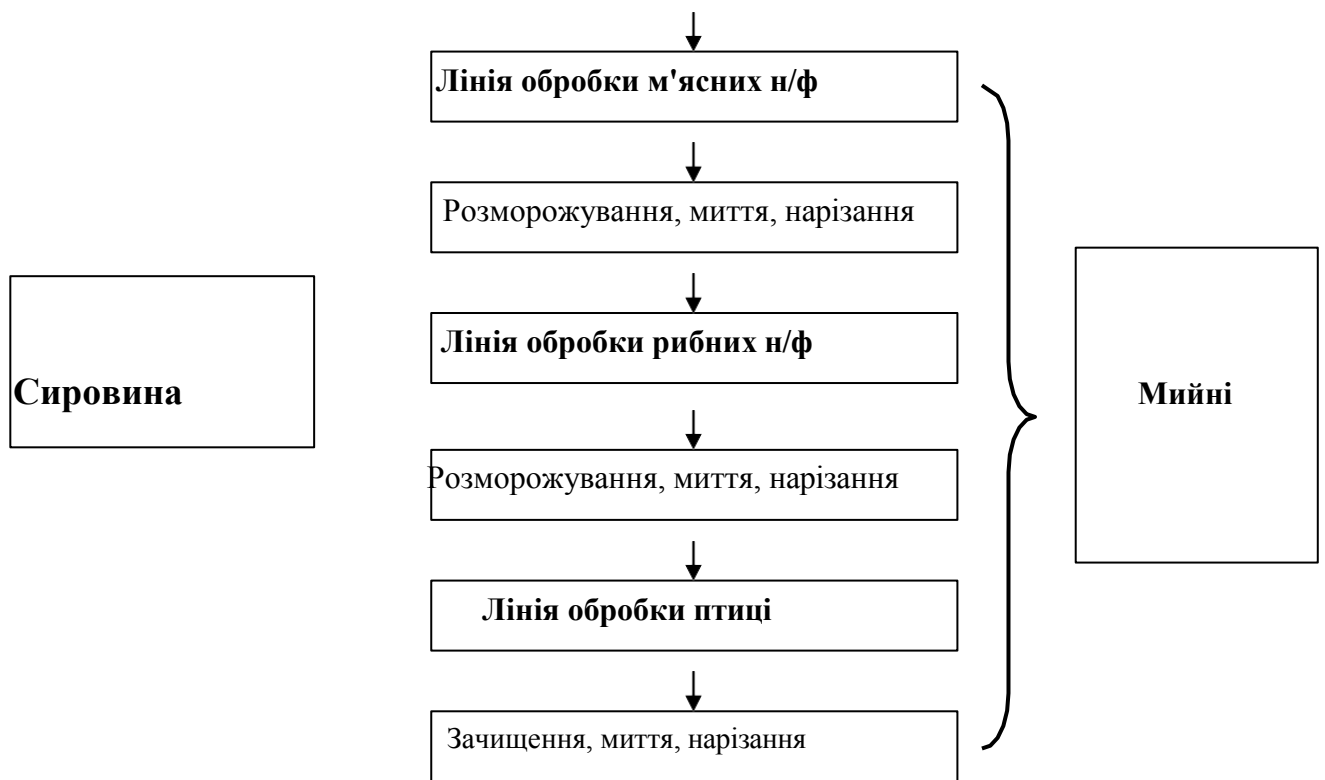 Лінія обробки м'ясних н/ф
Розморожування, миття, нарізання
Лінія обробки рибних н/ф
Сировина
Мийні
Розморожування, миття, нарізання
Лінія обробки птиці
Зачищення, миття, нарізання